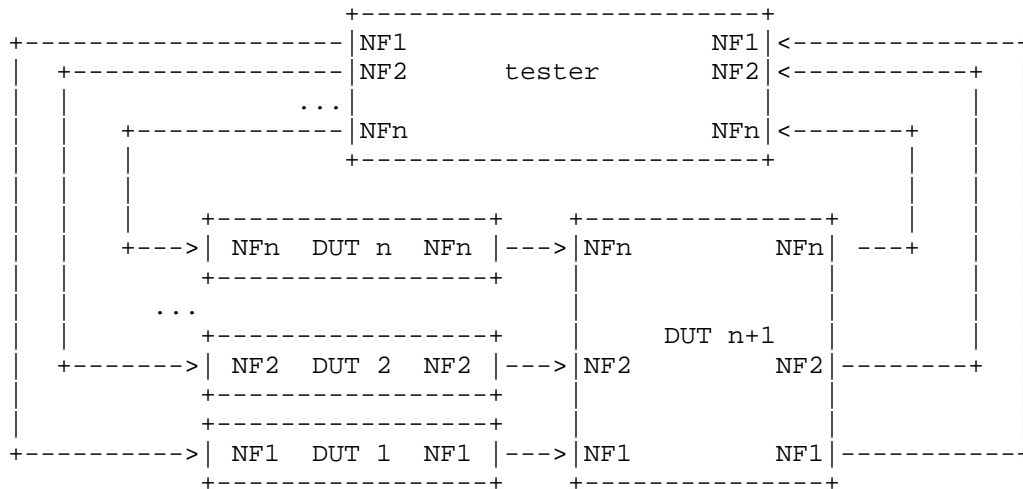 NF1 NF1
NF2 tester NF2
...
NFn NFn
NFn DUT n NFn NFn NFn
...
DUT n+1
NF2 DUT 2 NF2 NF2 NF2
NF1 DUT 1 NF1 NF1 NF1